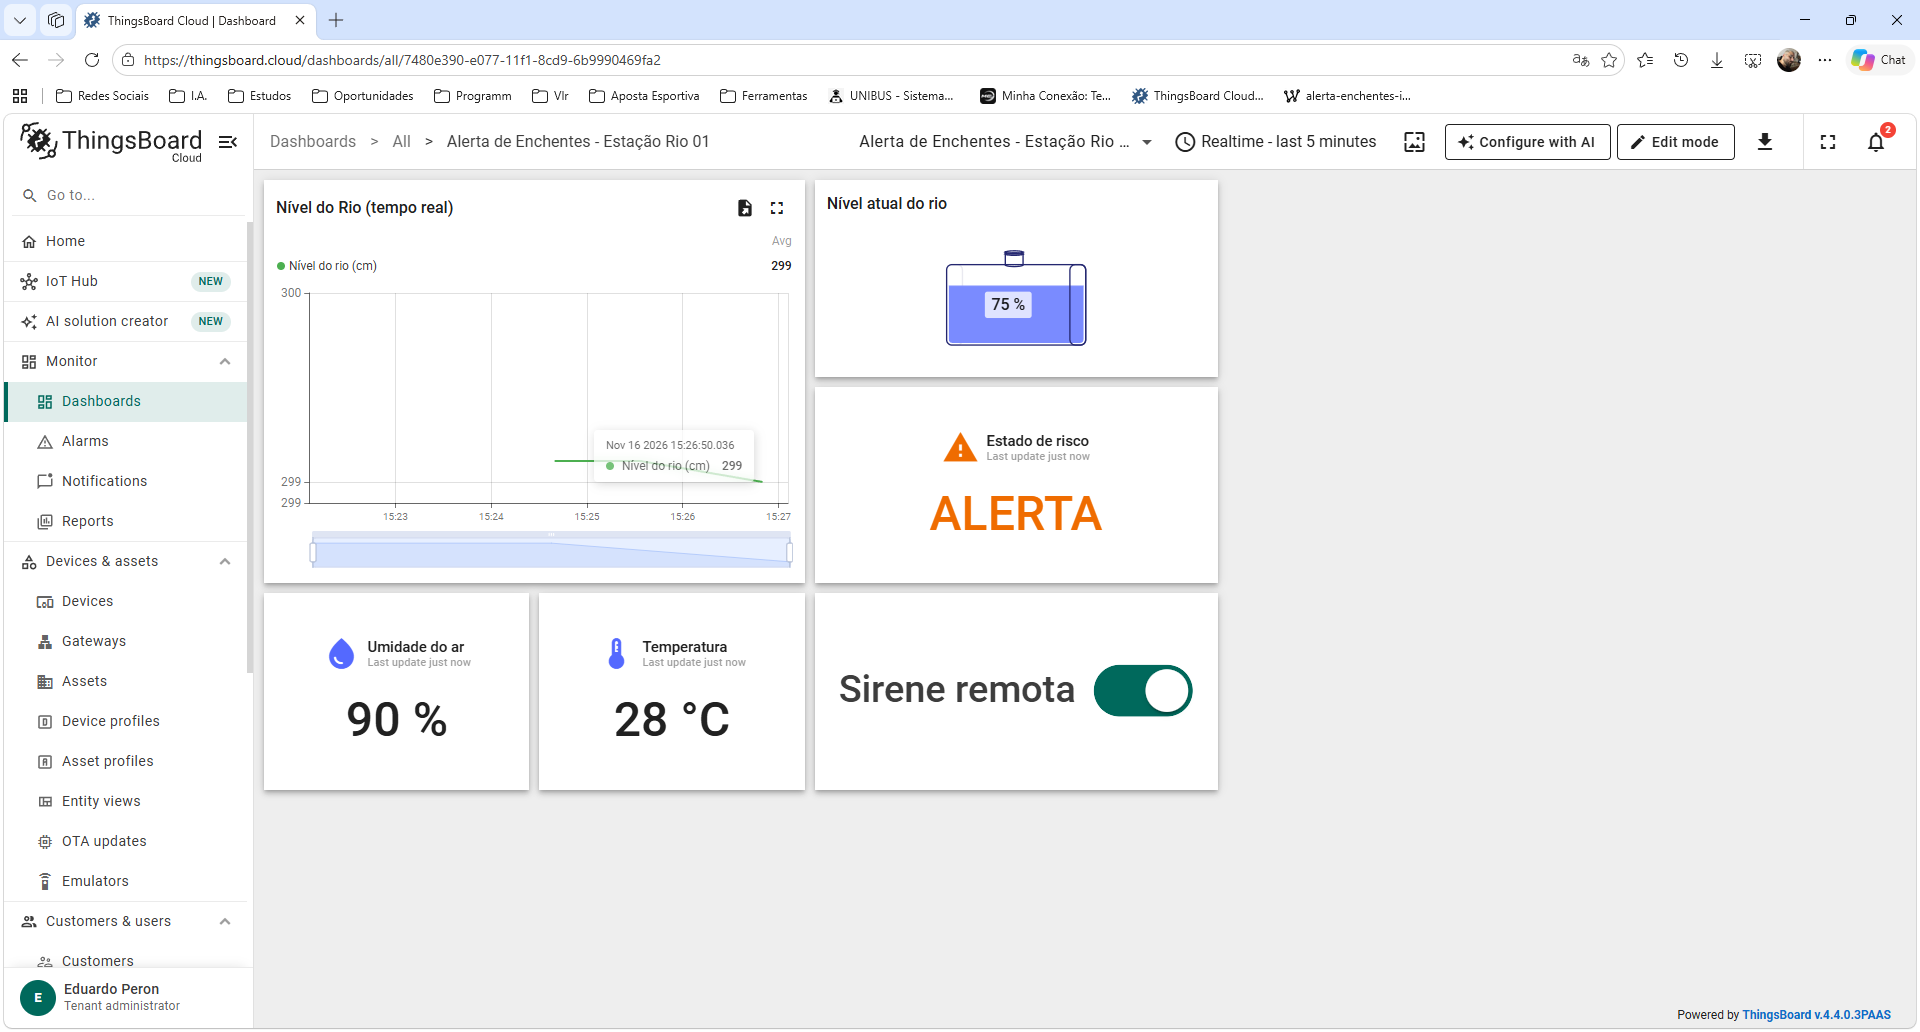 ThingsBoard Cloud | Dashboard
https://thingsboard.cloud/dashboards/all/7480e390-e077-11f1-8cd9-6b9990469fa2
Chat
Redes Sociais
I.A.
Estudos
Oportunidades
Programm
Vlr
Aposta Esportiva
Ferramentas
UNIBUS - Sistema...
Minha Conexão: Te...
ThingsBoard Cloud...
alerta-enchentes-i...
ThingsBoard
Cloud
Dashboards > All > Alerta de Enchentes - Estação Rio 01
Alerta de Enchentes - Estação Rio ...
Realtime - last 5 minutes
Configure with AI
Edit mode
2
Go to...
Home
IoT Hub NEW
AI solution creator NEW
Monitor
Dashboards
Alarms
Notifications
Reports
Devices & assets
Devices
Gateways
Assets
Device profiles
Asset profiles
Entity views
OTA updates
Emulators
Customers & users
Customers
E
Eduardo Peron
Tenant administrator
Nível do Rio (tempo real)
Avg
Nível do rio (cm) 299
300
299
299
Nov 16 2026 15:26:50.036
Nível do rio (cm) 299
15:23 15:24 15:25 15:26 15:27
Nível atual do rio
75 %
Estado de risco
Last update just now
ALERTA
Umidade do ar
Last update just now
90 %
Temperatura
Last update just now
28 °C
Sirene remota
Powered by ThingsBoard v.4.4.0.3PAAS